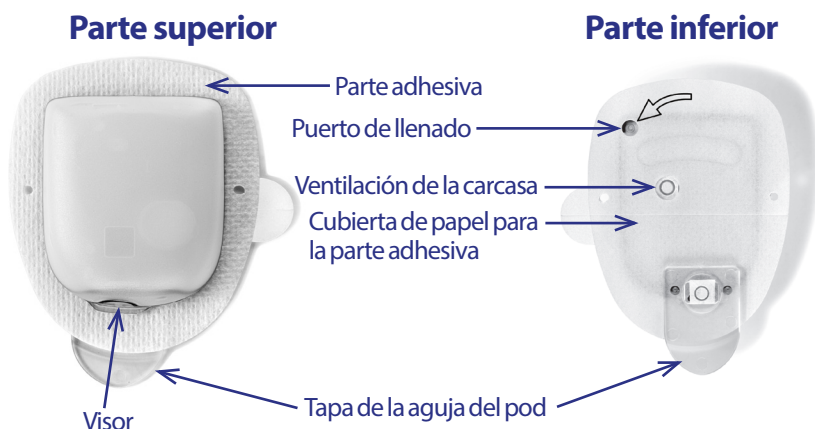 Parte superior
Parte inferior
Parte adhesiva
Puerto de llenado
Ventilación de la carcasa
Cubierta de papel para
la parte adhesiva
Tapa de la aguja del pod
Visor